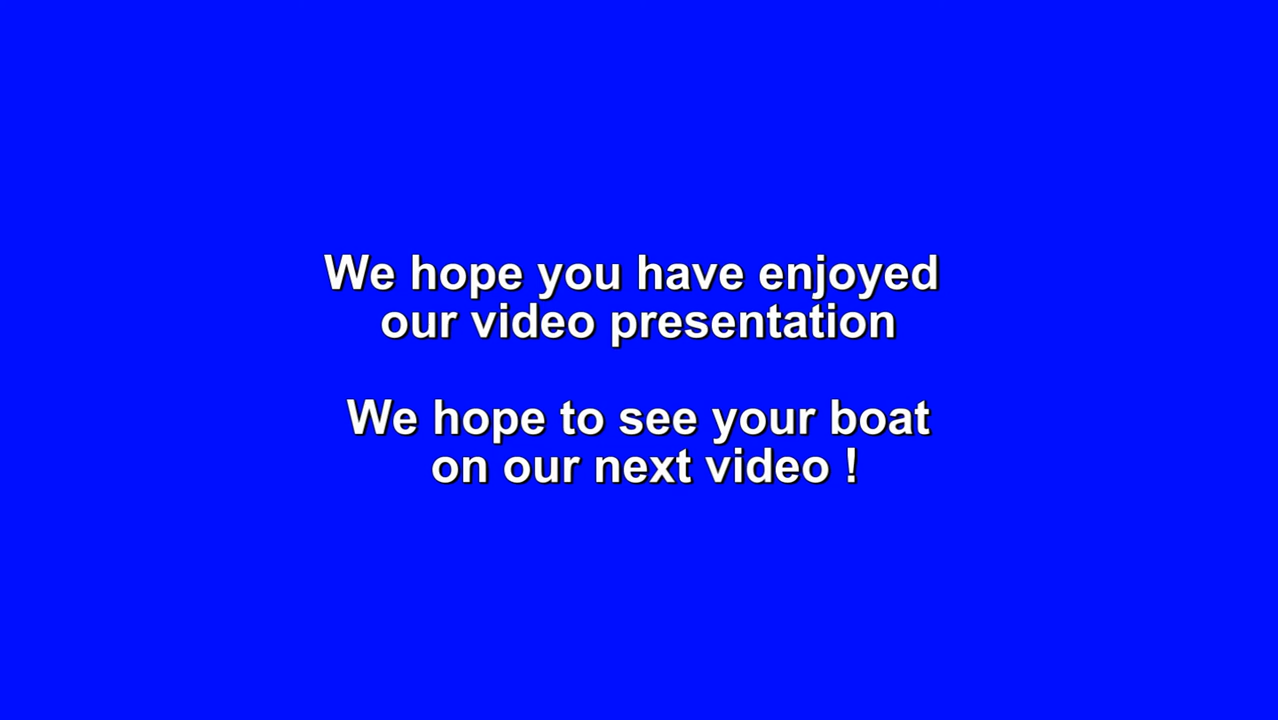 We hope you have enjoyed
our video presentation
We hope to see your boat
on our next video !